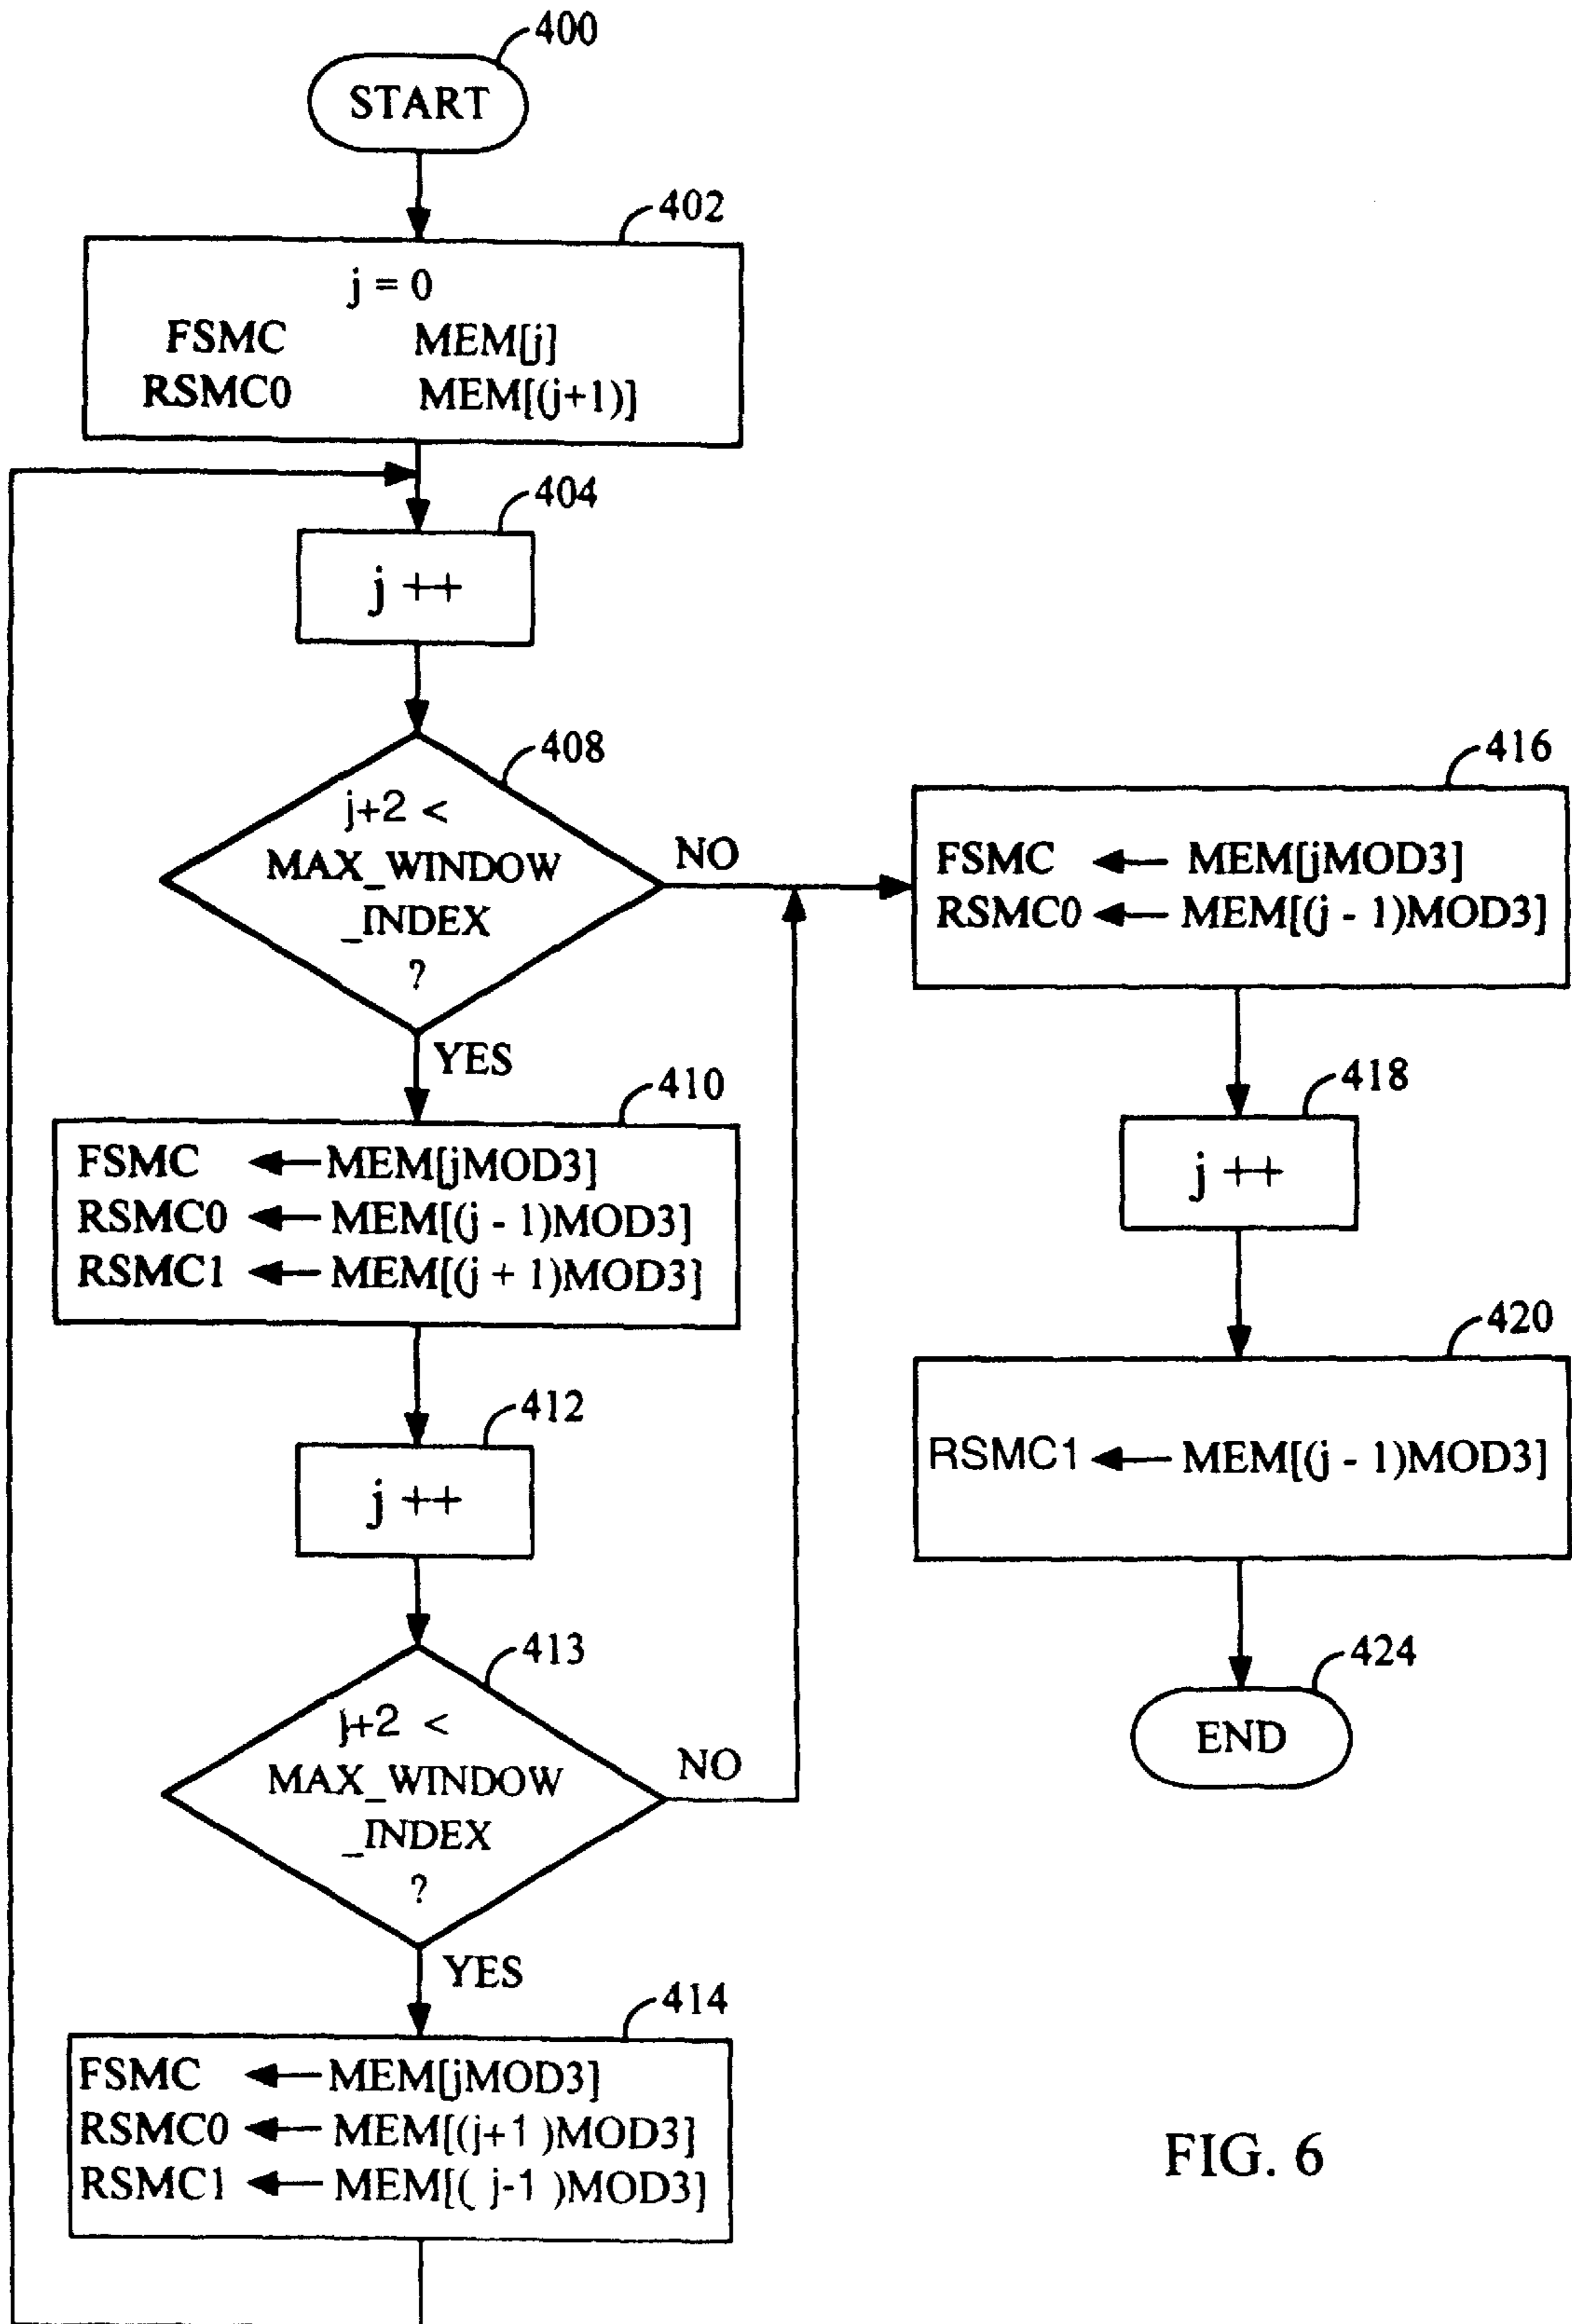 400
START
402
j = 0
FSMC MEM[j]
RSMC0 MEM[(j+1)]
404
j ++
408
j+2 <
MAX_WINDOW
_INDEX
?
NO
YES
410
FSMC ← MEM[jMOD3]
RSMC0 ← MEM[(j - 1)MOD3]
RSMC1 ← MEM[(j + 1)MOD3]
412
j ++
413
j+2 <
MAX_WINDOW
_INDEX
?
NO
YES
414
FSMC ← MEM[jMOD3]
RSMC0 ← MEM[(j+1 )MOD3]
RSMC1 ← MEM[( j-1 )MOD3]
416
FSMC ← MEM[jMOD3]
RSMC0 ← MEM[(j - 1)MOD3]
418
j ++
420
RSMC1 ← MEM[(j - 1)MOD3]
424
END
FIG. 6